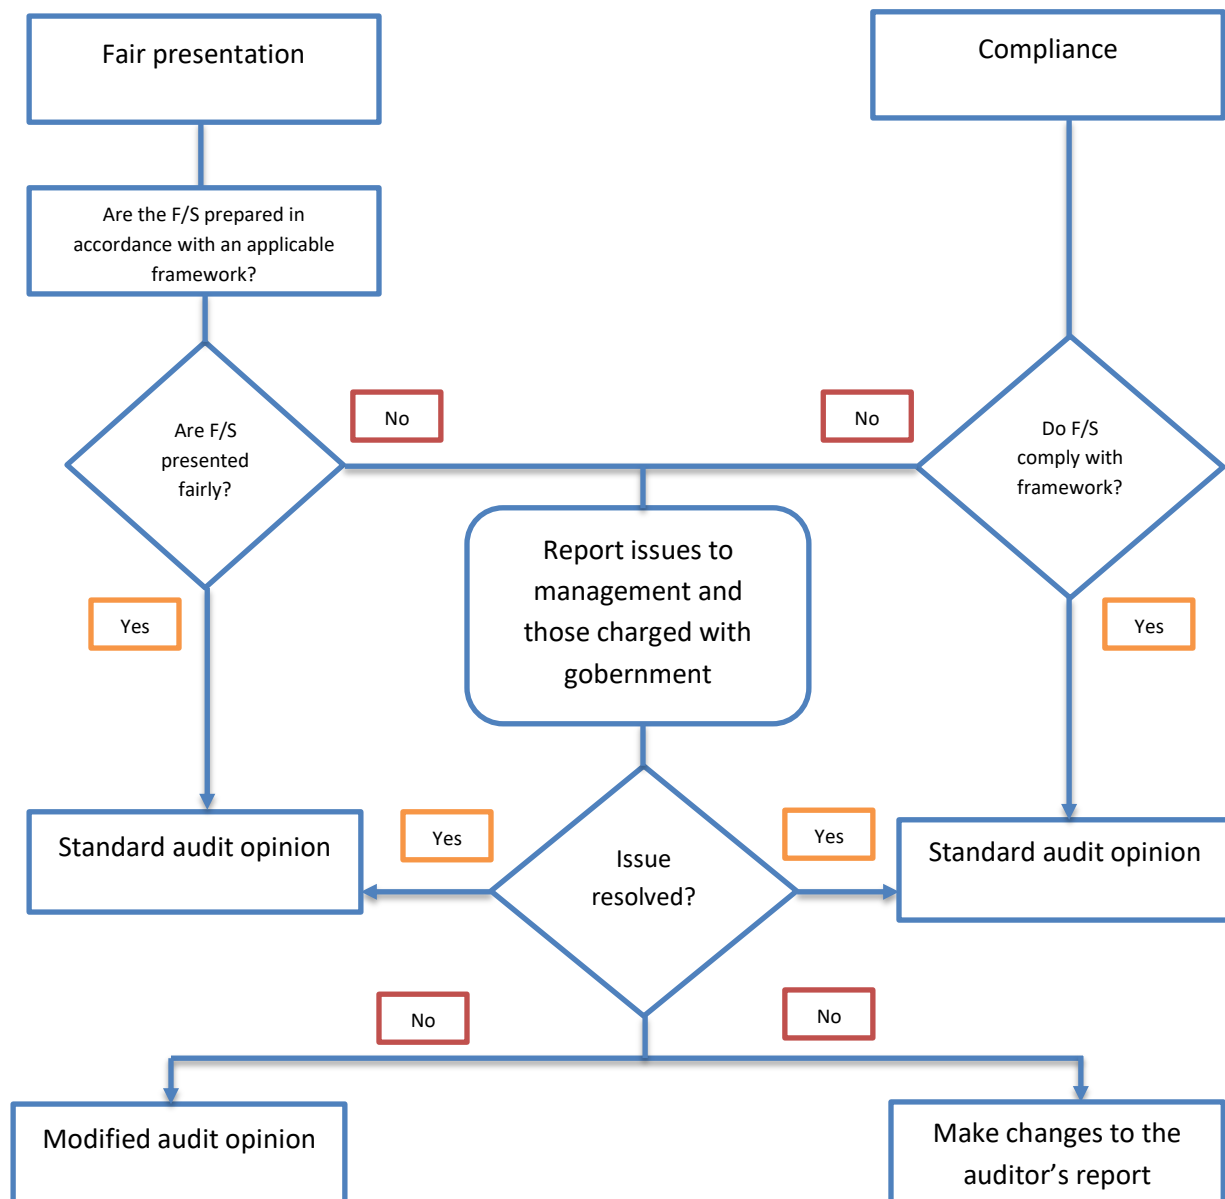 Fair presentation
Compliance
Are the F/S prepared in
accordance with an applicable
framework?
No
No
Are F/S
presented
fairly?
Do F/S
comply with
framework?
Report issues to
management and
those charged with
gobernment
Yes
Yes
Standard audit opinion
Yes
Yes
Standard audit opinion
Issue
resolved?
No
No
Modified audit opinion
Make changes to the
auditor’s report